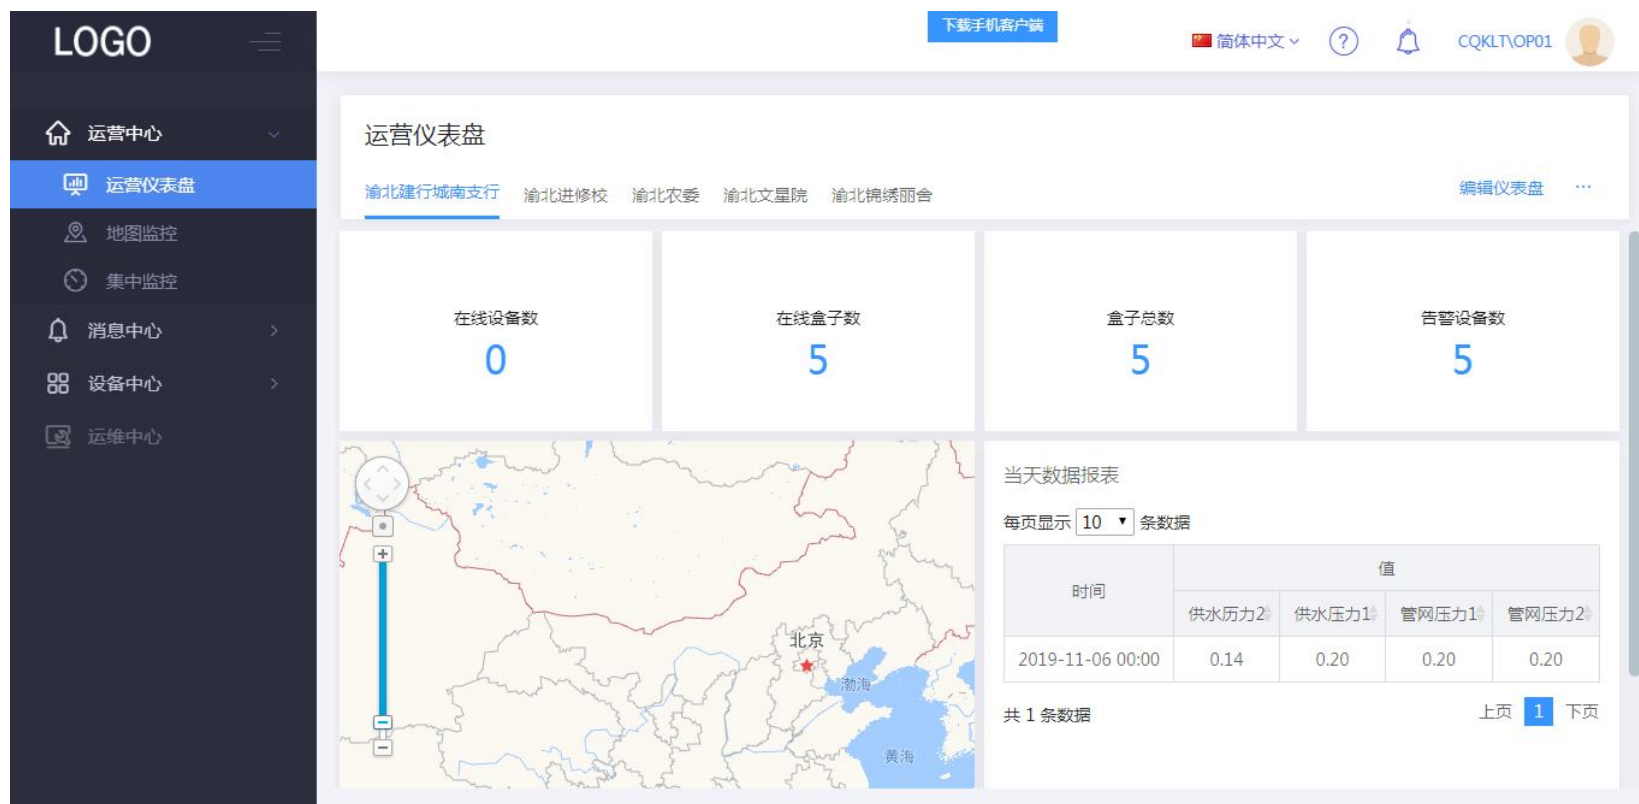 LOGO
下载手机客户端
简体中文
?
CQKLT\OP01
运营中心
运营仪表盘
地图监控
集中监控
消息中心
设备中心
运维中心
运营仪表盘
渝北建行城南支行 渝北进修校 渝北农委 渝北文星院 渝北锦绣丽舍
编辑仪表盘 ...
在线设备数
0
在线盒子数
5
盒子总数
5
告警设备数
5
北京
渤海
黄海
当天数据报表
每页显示 10 条数据
时间 值
供水压力2 供水压力1 管网压力1 管网压力2
2019-11-06 00:00 0.14 0.20 0.20 0.20
共 1 条数据 上页 1 下页